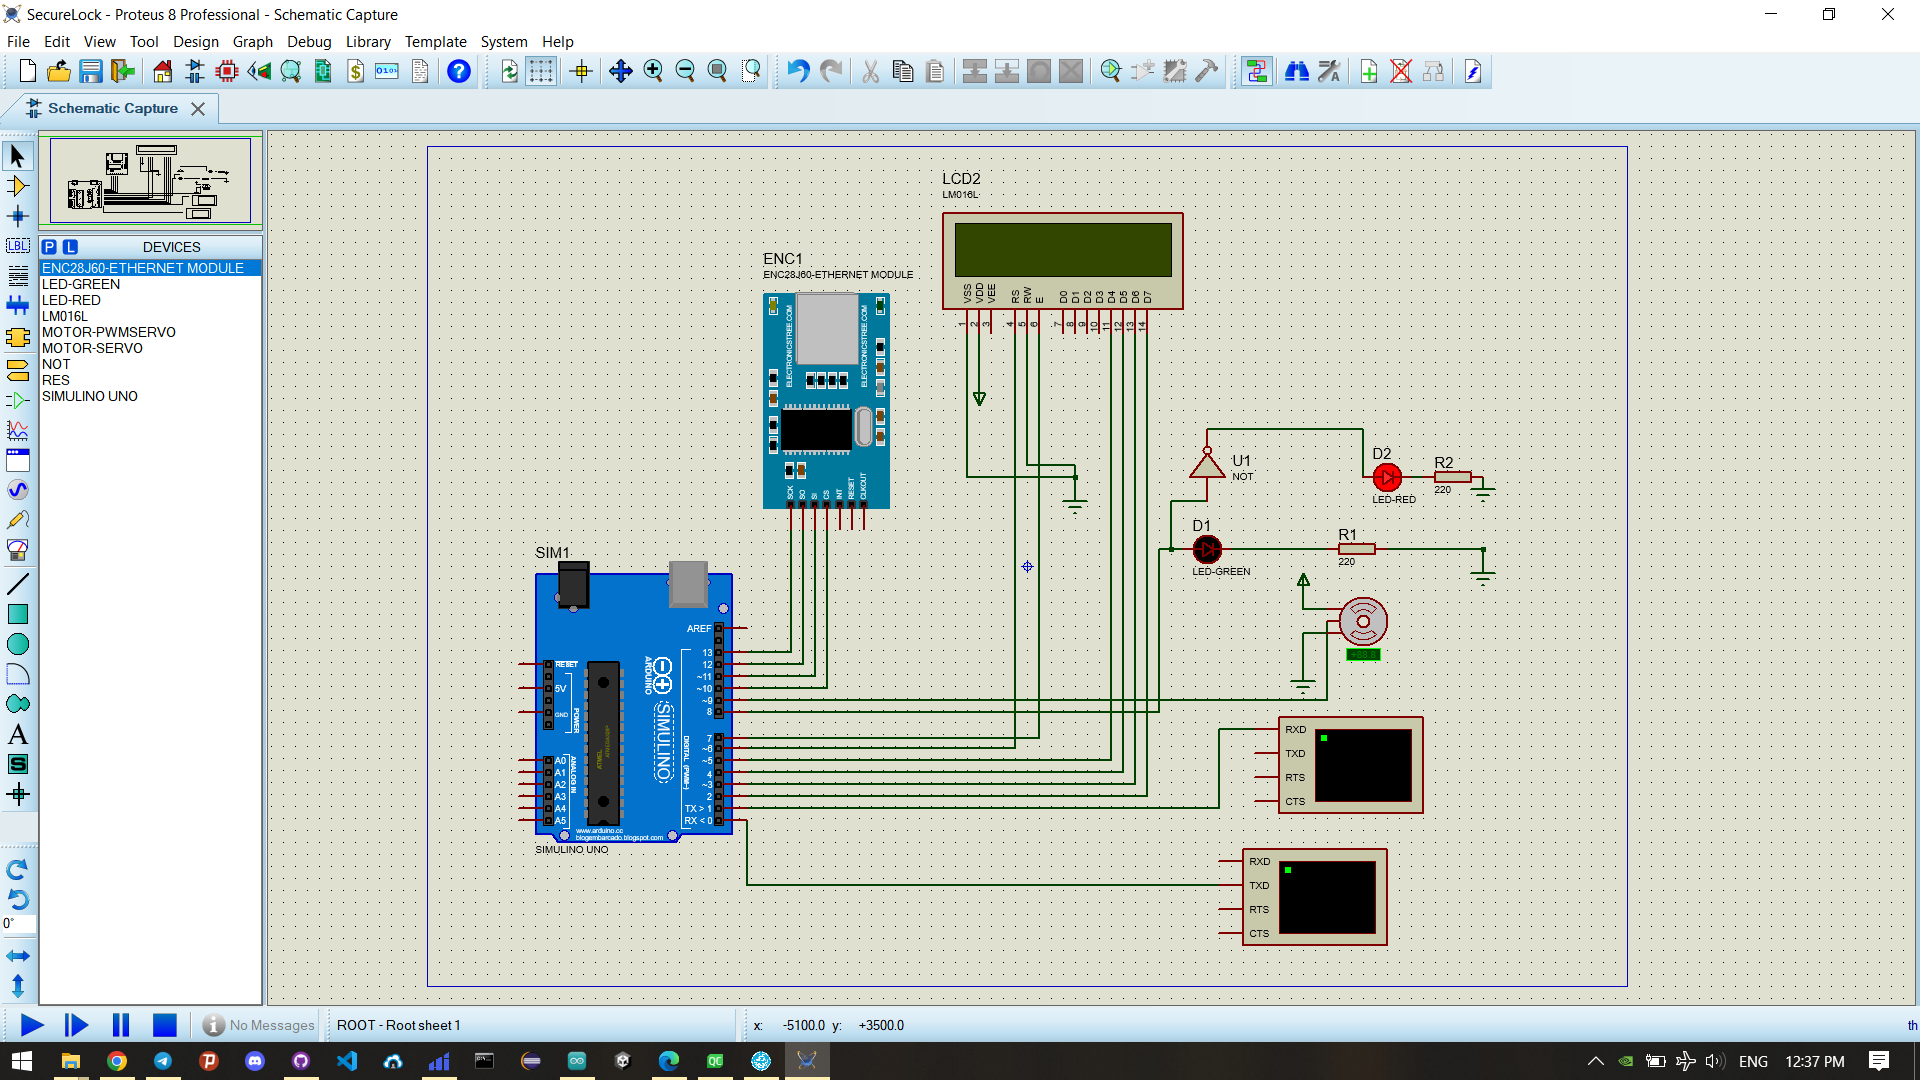 SecureLock - Proteus 8 Professional - Schematic Capture
File Edit View Tool Design Graph Debug Library Template System Help
Schematic Capture
LBL
P L DEVICES
ENC28J60-ETHERNET MODULE
LED-GREEN
LED-RED
LM016L
MOTOR-PWMSERVO
MOTOR-SERVO
NOT
RES
SIMULINO UNO
A
S
0°
LCD2
LM016L
VSS VDD VEE RS RW E D0 D1 D2 D3 D4 D5 D6 D7
1 2 3 4 5 6 7 8 9 10 11 12 13 14
ENC1
ENC28J60-ETHERNET MODULE
ELECTRONICSTREE.COM
ELECTRONICSTREE.COM
SCK SO SI CS INT RESET CLKOUT
U1
NOT
D2
LED-RED
R2
220
D1
LED-GREEN
R1
220
SIM1
AREF
RESET
5V
GND
POWER
13
12
~11
~10
~9
8
7
~6
~5
4
~3
2
TX > 1
RX < 0
DIGITAL (PWM~)
ARDUINO
SIMULINO
A0
A1
A2
A3
A4
A5
ANALOG IN
www.arduino.cc
blogembarcado.blogspot.com
SIMULINO UNO
RXD
TXD
RTS
CTS
RXD
TXD
RTS
CTS
No Messages
ROOT - Root sheet 1
x: -5100.0 y: +3500.0
th
ENG 12:37 PM